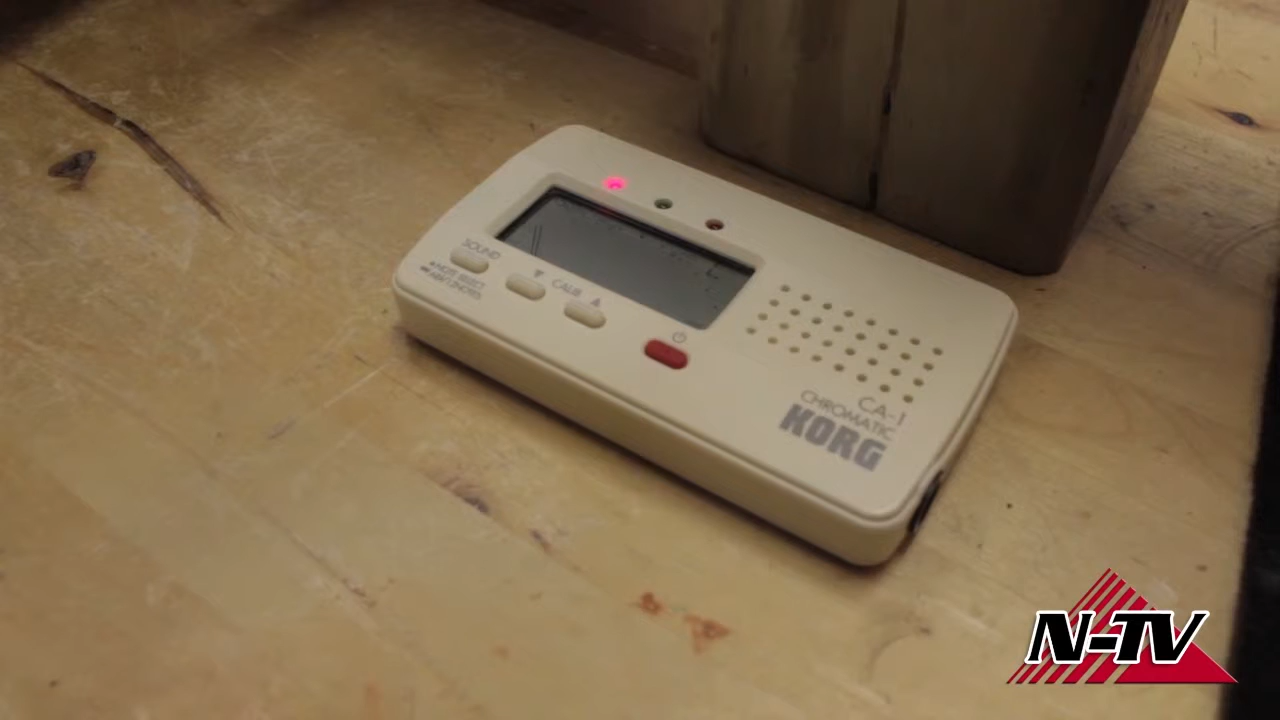 SOUND
▼ CALIB ▲
CA-1
CHROMATIC
KORG
N-TV